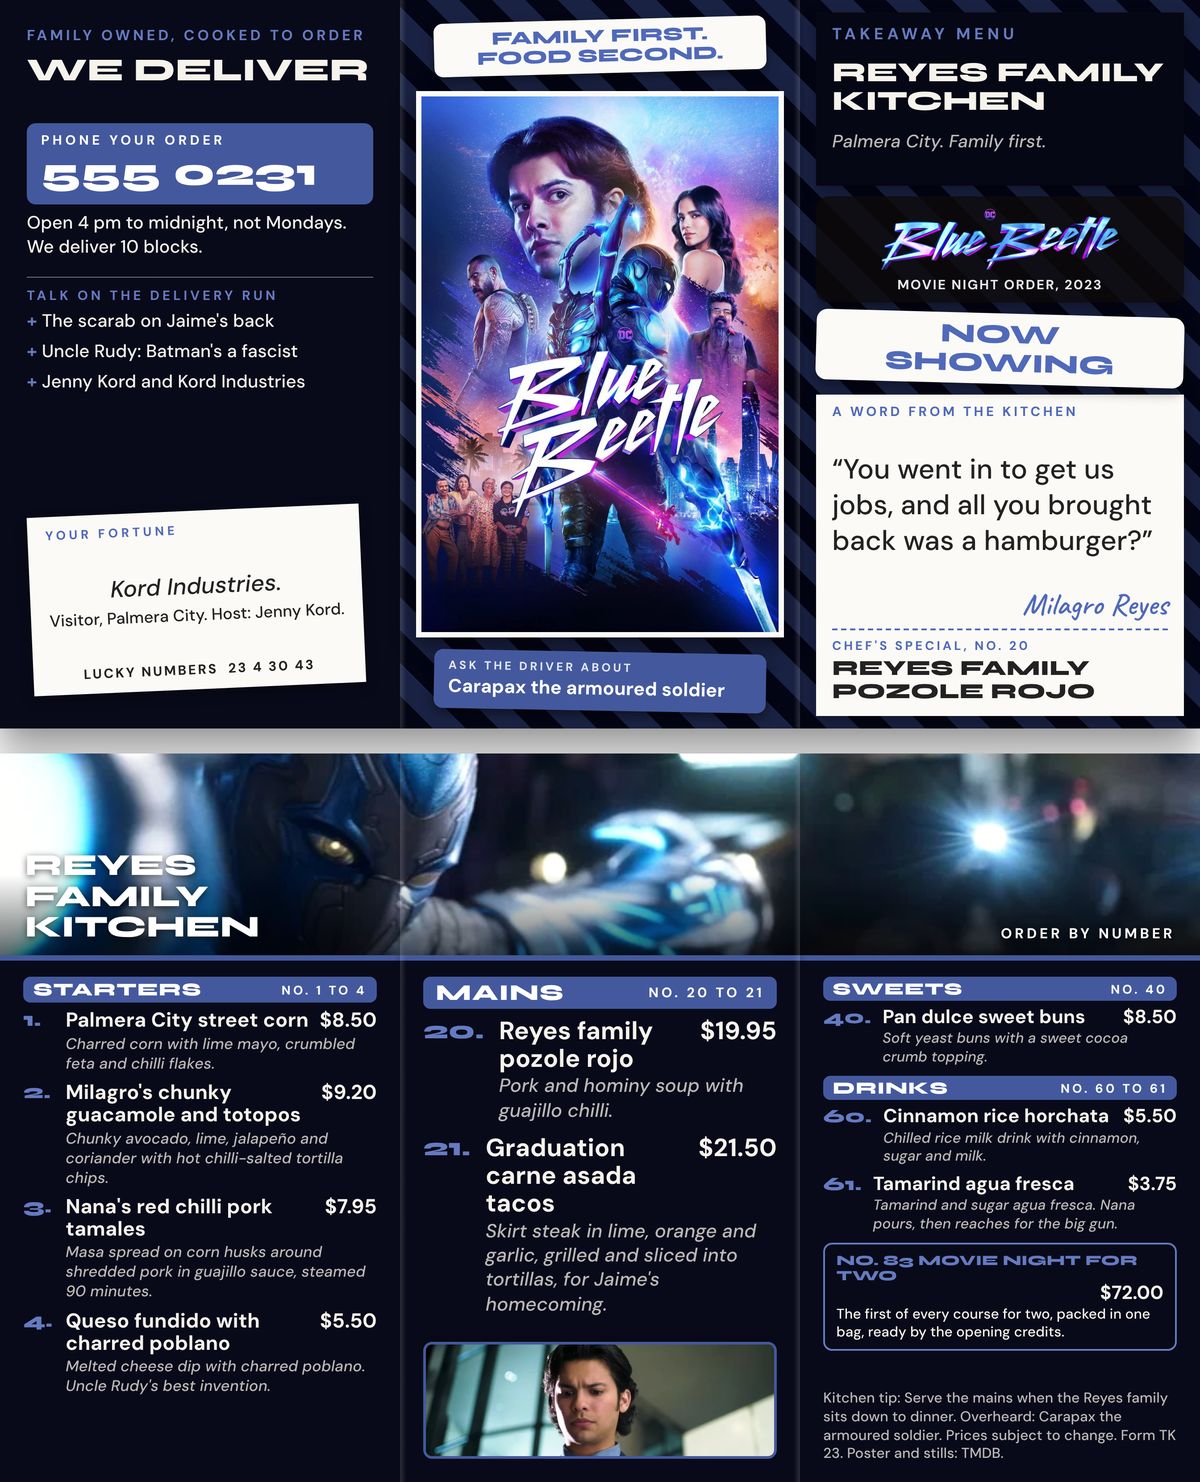 FAMILY OWNED, COOKED TO ORDER
WE DELIVER
PHONE YOUR ORDER
555 0231
Open 4 pm to midnight, not Mondays.
We deliver 10 blocks.
TALK ON THE DELIVERY RUN
+ The scarab on Jaime's back
+ Uncle Rudy: Batman's a fascist
+ Jenny Kord and Kord Industries
YOUR FORTUNE
Kord Industries.
Visitor, Palmera City. Host: Jenny Kord.
LUCKY NUMBERS 23 4 30 43
FAMILY FIRST.
FOOD SECOND.
DC
Blue
Beetle
ASK THE DRIVER ABOUT
Carapax the armoured soldier
TAKEAWAY MENU
REYES FAMILY
KITCHEN
Palmera City. Family first.
DC
Blue Beetle
MOVIE NIGHT ORDER, 2023
NOW
SHOWING
A WORD FROM THE KITCHEN
“You went in to get us
jobs, and all you brought
back was a hamburger?”
Milagro Reyes
CHEF'S SPECIAL, NO. 20
REYES FAMILY
POZOLE ROJO
REYES
FAMILY
KITCHEN
ORDER BY NUMBER
STARTERS NO. 1 TO 4
1. Palmera City street corn $8.50
Charred corn with lime mayo, crumbled
feta and chilli flakes.
2. Milagro's chunky $9.20
guacamole and totopos
Chunky avocado, lime, jalapeño and
coriander with hot chilli-salted tortilla
chips.
3. Nana's red chilli pork $7.95
tamales
Masa spread on corn husks around
shredded pork in guajillo sauce, steamed
90 minutes.
4. Queso fundido with $5.50
charred poblano
Melted cheese dip with charred poblano.
Uncle Rudy's best invention.
MAINS NO. 20 TO 21
20. Reyes family $19.95
pozole rojo
Pork and hominy soup with
guajillo chilli.
21. Graduation $21.50
carne asada
tacos
Skirt steak in lime, orange and
garlic, grilled and sliced into
tortillas, for Jaime's
homecoming.
SWEETS NO. 40
40. Pan dulce sweet buns $8.50
Soft yeast buns with a sweet cocoa
crumb topping.
DRINKS NO. 60 TO 61
60. Cinnamon rice horchata $5.50
Chilled rice milk drink with cinnamon,
sugar and milk.
61. Tamarind agua fresca $3.75
Tamarind and sugar agua fresca. Nana
pours, then reaches for the big gun.
NO. 83 MOVIE NIGHT FOR
TWO
$72.00
The first of every course for two, packed in one
bag, ready by the opening credits.
Kitchen tip: Serve the mains when the Reyes family
sits down to dinner. Overheard: Carapax the
armoured soldier. Prices subject to change. Form TK
23. Poster and stills: TMDB.